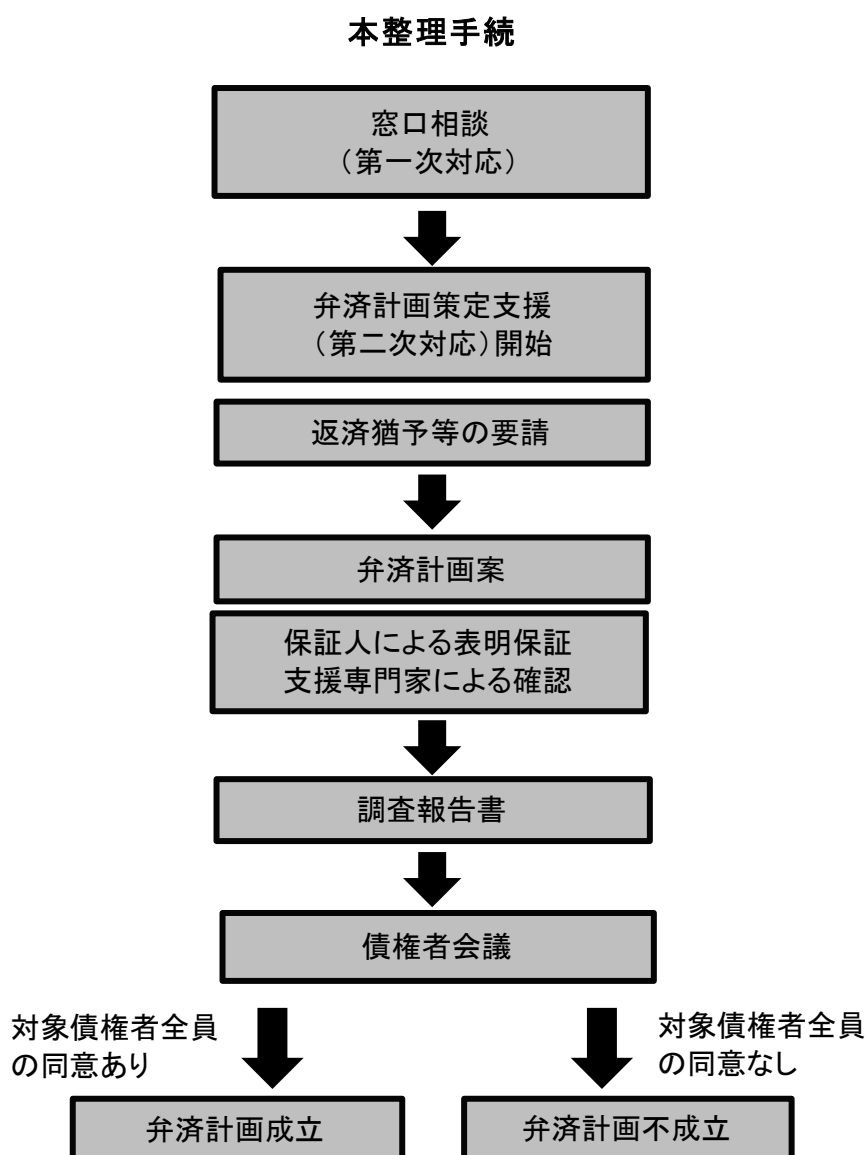 本整理手続
窓口相談
（第一次対応）
弁済計画策定支援
（第二次対応）開始
返済猶予等の要請
弁済計画案
保証人による表明保証
支援専門家による確認
調査報告書
債権者会議
対象債権者全員
の同意あり
対象債権者全員
の同意なし
弁済計画成立
弁済計画不成立